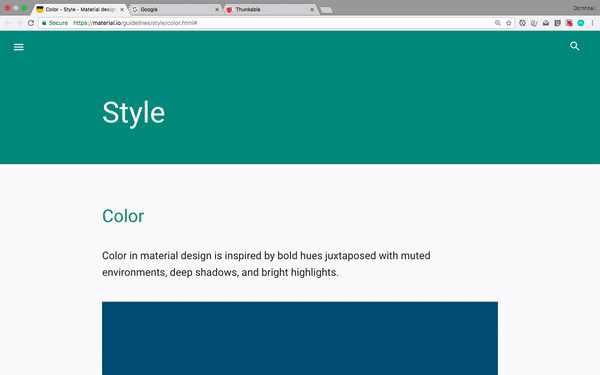 Color - Style - Material design
Google
Thunkable
Secure https://material.io/guidelines/style/color.html#
Style
Color
Color in material design is inspired by bold hues juxtaposed with muted
environments, deep shadows, and bright highlights.